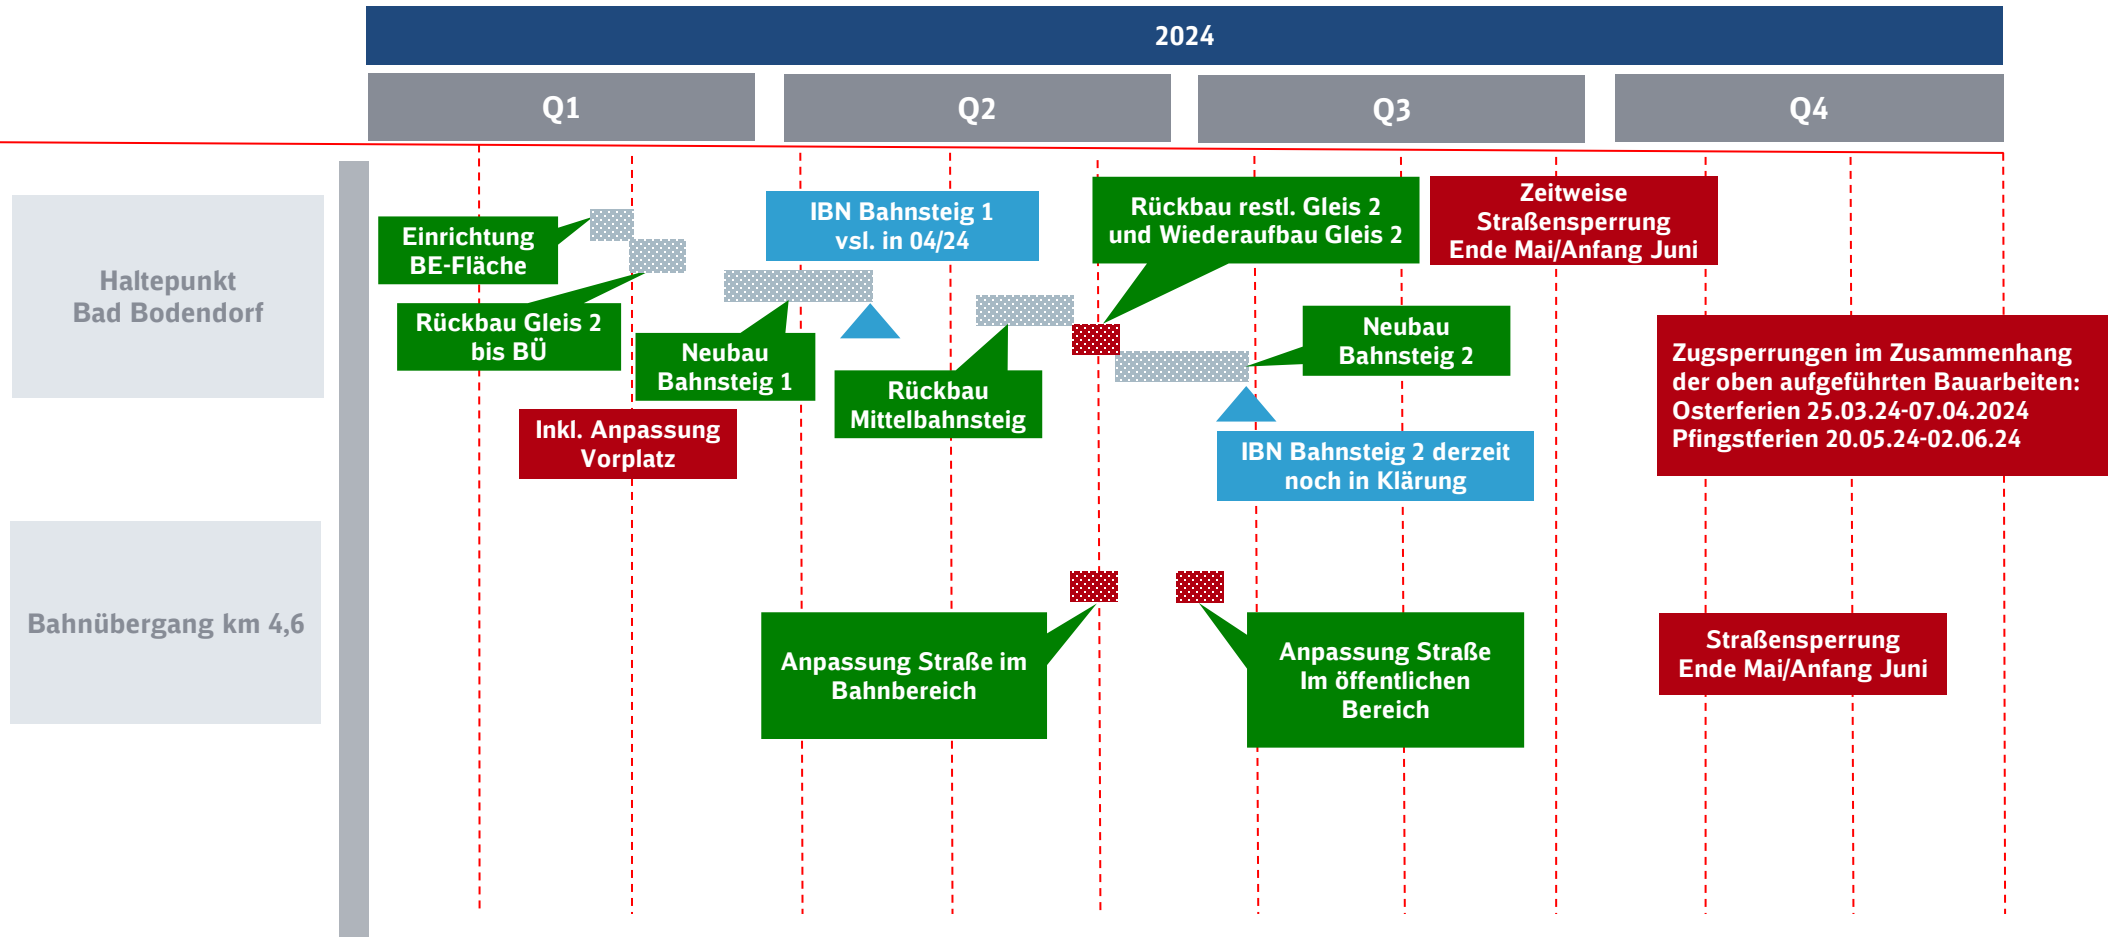 2024
Q1
Q2
Q3
Q4
Haltepunkt
Bad Bodendorf
Einrichtung
BE-Fläche
Rückbau Gleis 2
bis BÜ
Inkl. Anpassung
Vorplatz
Neubau
Bahnsteig 1
IBN Bahnsteig 1
vsl. in 04/24
Rückbau
Mittelbahnsteig
Rückbau restl. Gleis 2
und Wiederaufbau Gleis 2
Neubau
Bahnsteig 2
IBN Bahnsteig 2 derzeit
noch in Klärung
Zeitweise
Straßensperrung
Ende Mai/Anfang Juni
Zugsperrungen im Zusammenhang
der oben aufgeführten Bauarbeiten:
Osterferien 25.03.24-07.04.2024
Pfingstferien 20.05.24-02.06.24
Bahnübergang km 4,6
Anpassung Straße im
Bahnbereich
Anpassung Straße
Im öffentlichen
Bereich
Straßensperrung
Ende Mai/Anfang Juni